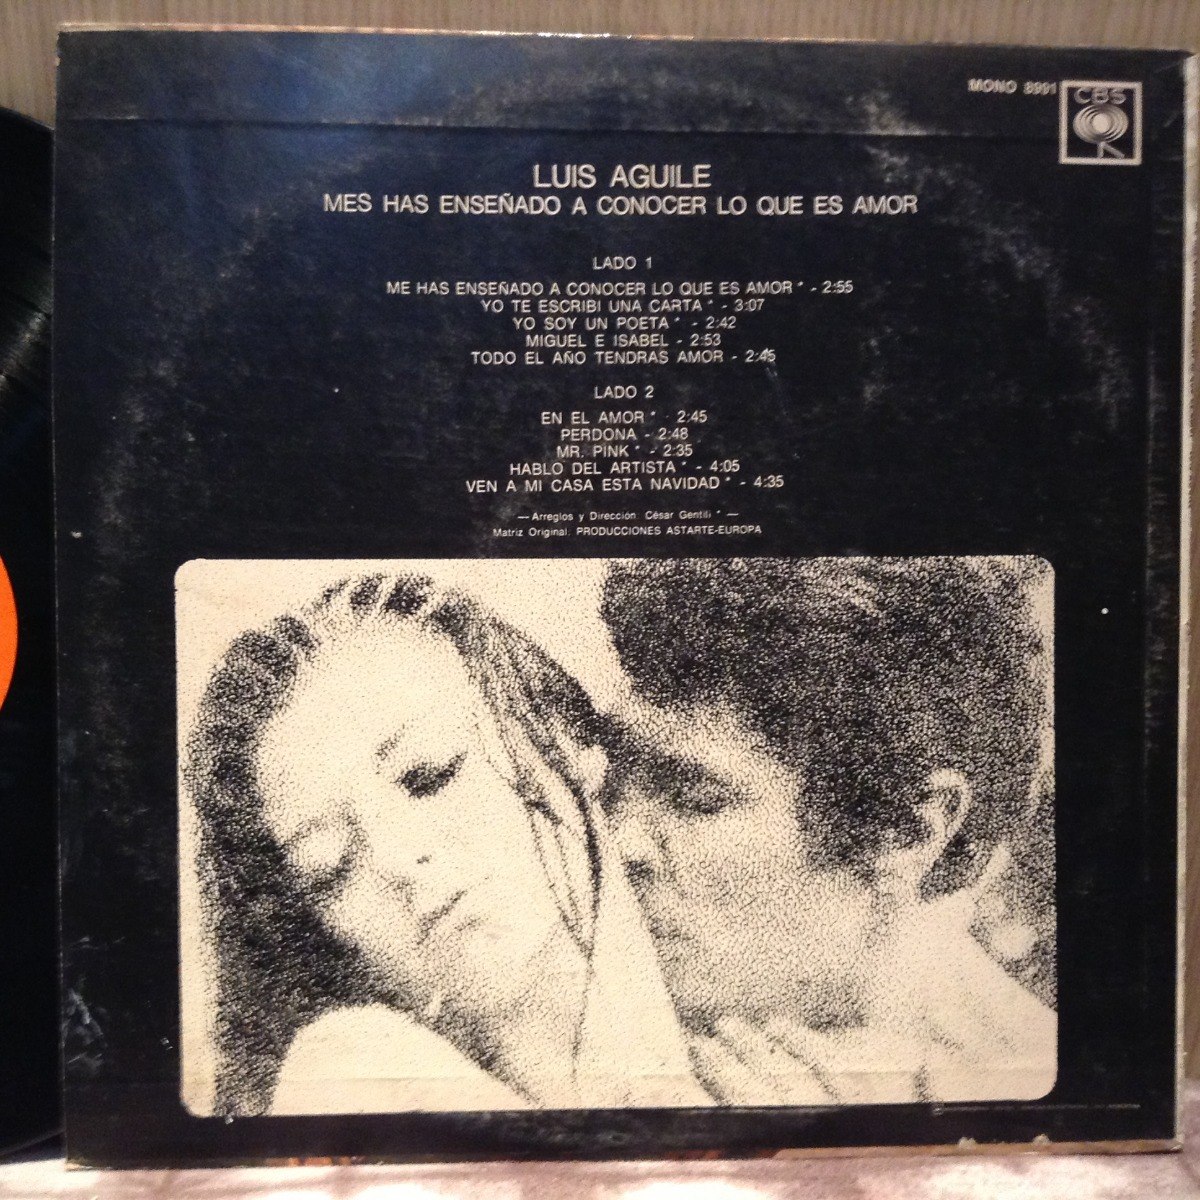 MONO 8991
CBS
LUIS AGUILE
MES HAS ENSEÑADO A CONOCER LO QUE ES AMOR
LADO 1
ME HAS ENSEÑADO A CONOCER LO QUE ES AMOR * - 2:55
YO TE ESCRIBI UNA CARTA * - 3:07
YO SOY UN POETA * - 2:42
MIGUEL E ISABEL - 2:53
TODO EL AÑO TENDRAS AMOR - 2:45
LADO 2
EN EL AMOR * - 2:45
PERDONA - 2:48
MR. PINK * - 2:35
HABLO DEL ARTISTA * - 4:05
VEN A MI CASA ESTA NAVIDAD * - 4:35
— Arreglos y Dirección: César Gentili * —
Matriz Original: PRODUCCIONES ASTARTE-EUROPA